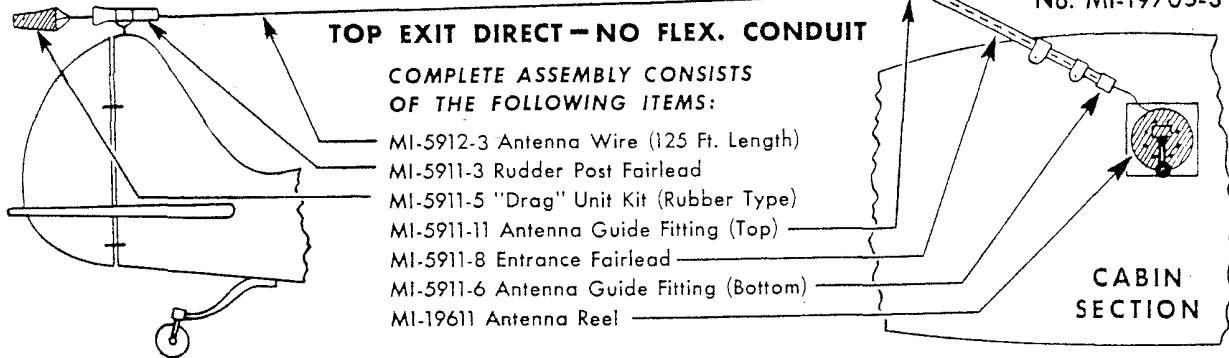 No. MI-19705-3
TOP EXIT DIRECT — NO FLEX. CONDUIT
COMPLETE ASSEMBLY CONSISTS
OF THE FOLLOWING ITEMS:
MI-5912-3 Antenna Wire (125 Ft. Length)
MI-5911-3 Rudder Post Fairlead
MI-5911-5 "Drag" Unit Kit (Rubber Type)
MI-5911-11 Antenna Guide Fitting (Top)
MI-5911-8 Entrance Fairlead
MI-5911-6 Antenna Guide Fitting (Bottom)
MI-19611 Antenna Reel
CABIN
SECTION